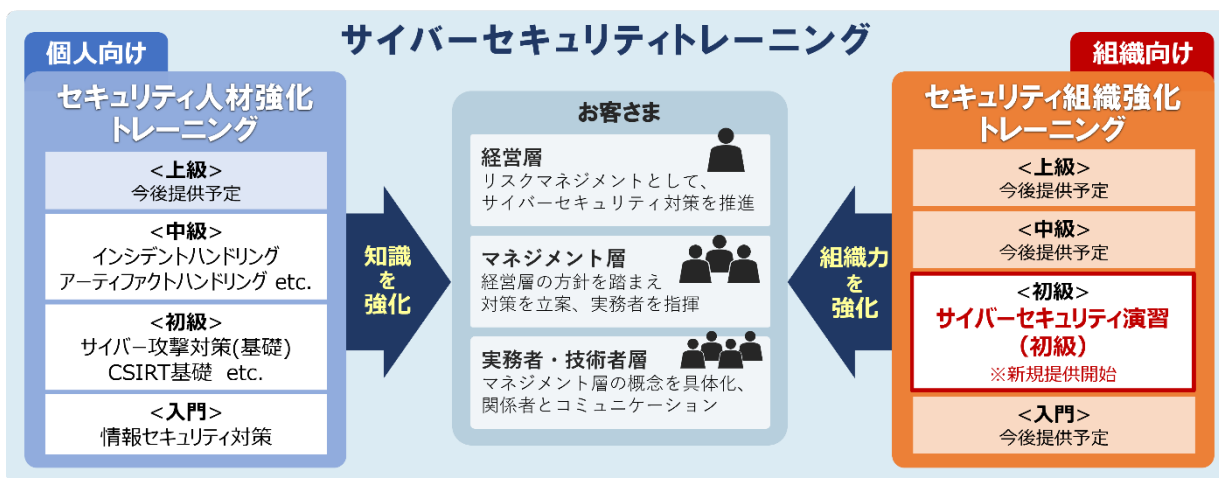 サイバーセキュリティトレーニング
個人向け
セキュリティ人材強化
トレーニング
<上級>
今後提供予定
<中級>
インシデントハンドリング
アーティファクトハンドリング etc.
<初級>
サイバー攻撃対策(基礎)
CSIRT基礎 etc.
<入門>
情報セキュリティ対策
知識
を
強化
お客さま
経営層
リスクマネジメントとして、
サイバーセキュリティ対策を推進
マネジメント層
経営層の方針を踏まえ
対策を立案、実務者を指揮
実務者・技術者層
マネジメント層の概念を具体化、
関係者とコミュニケーション
組織力
を
強化
組織向け
セキュリティ組織強化
トレーニング
<上級>
今後提供予定
<中級>
今後提供予定
<初級>
サイバーセキュリティ演習
(初級)
※新規提供開始
<入門>
今後提供予定